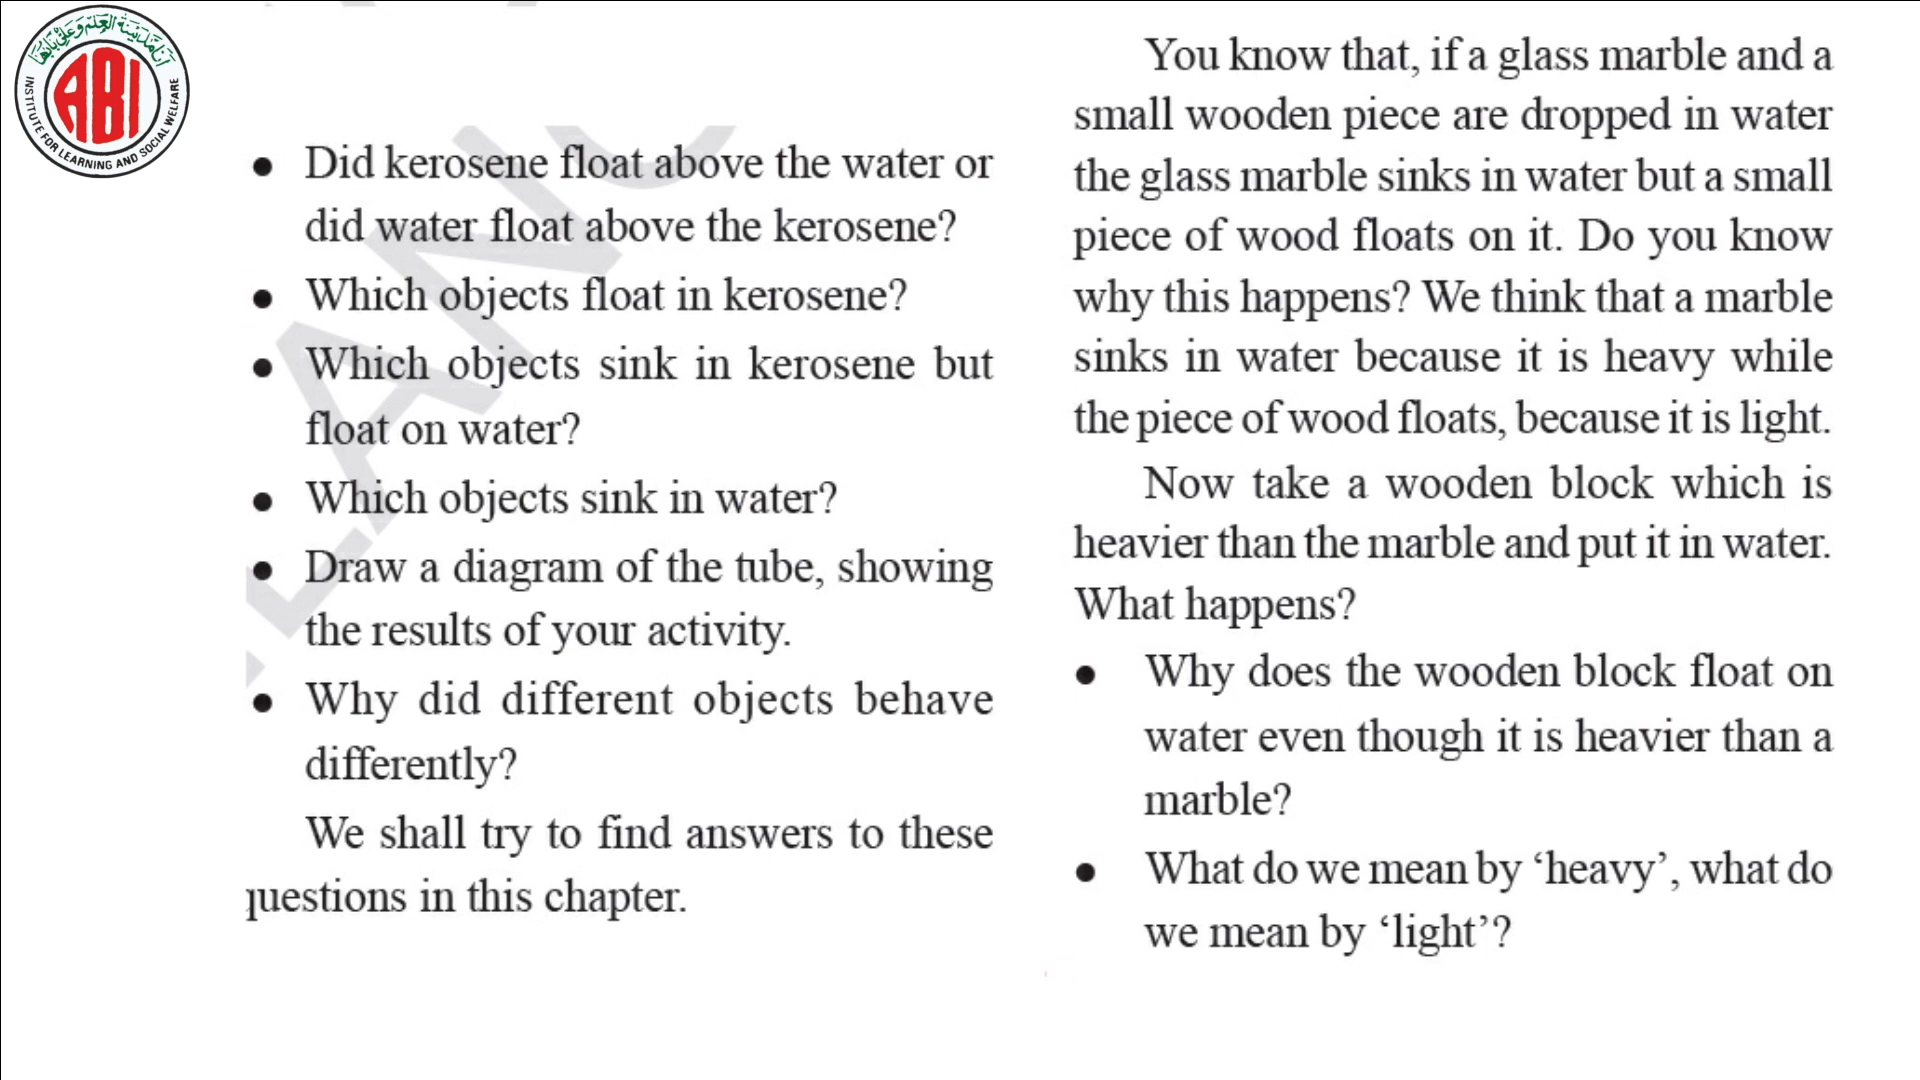 انا مدینۃ العلم وعلی بابھا
ABI
INSTITUTE FOR LEARNING AND SOCIAL WELFARE
● Did kerosene float above the water or
did water float above the kerosene?
● Which objects float in kerosene?
● Which objects sink in kerosene but
float on water?
● Which objects sink in water?
● Draw a diagram of the tube, showing
the results of your activity.
● Why did different objects behave
differently?
We shall try to find answers to these
questions in this chapter.
You know that, if a glass marble and a
small wooden piece are dropped in water
the glass marble sinks in water but a small
piece of wood floats on it. Do you know
why this happens? We think that a marble
sinks in water because it is heavy while
the piece of wood floats, because it is light.
Now take a wooden block which is
heavier than the marble and put it in water.
What happens?
● Why does the wooden block float on
water even though it is heavier than a
marble?
● What do we mean by ‘heavy’, what do
we mean by ‘light’?